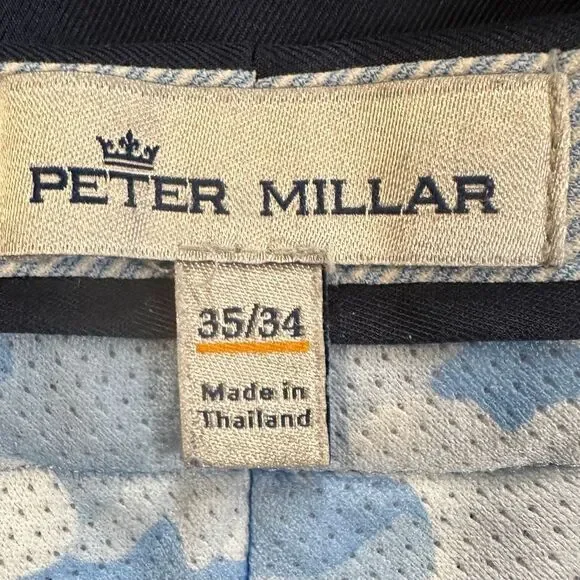 PETER MILLAR
35/34
Made in
Thailand